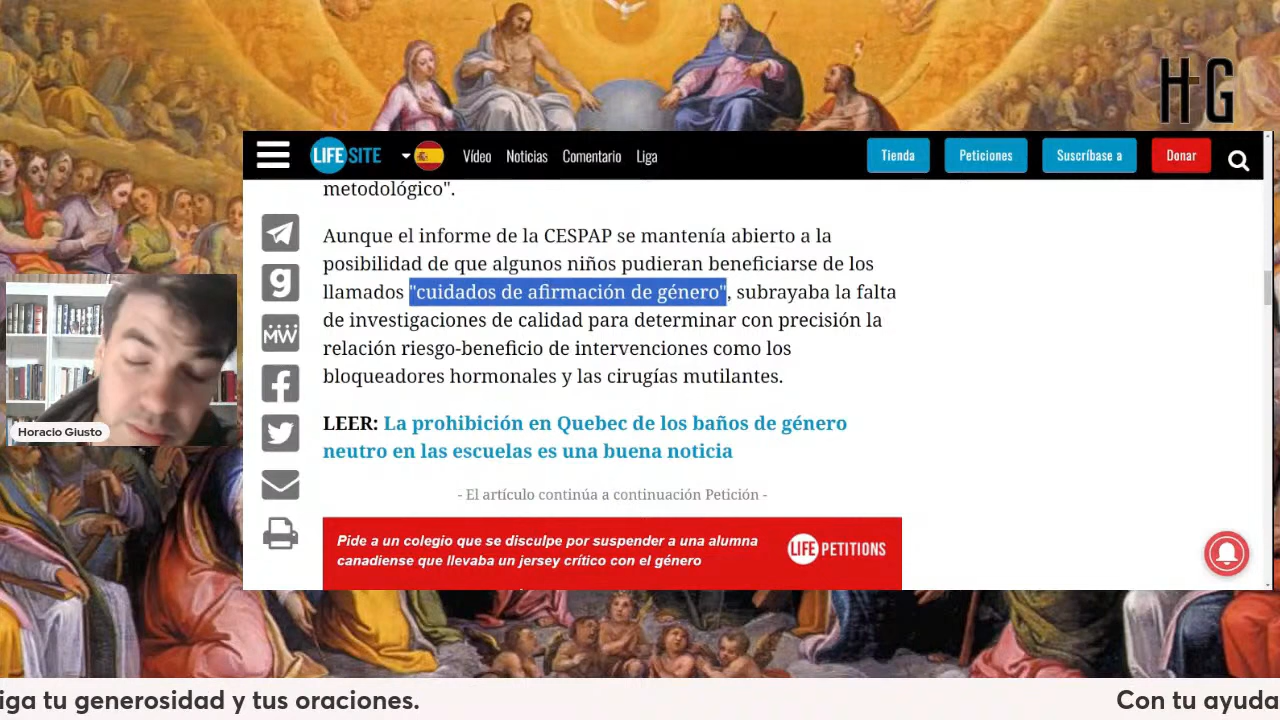 H+G
LIFE SITE
Vídeo Noticias Comentario Liga
Tienda Peticiones Suscríbase a Donar
metodológico".
Aunque el informe de la CESPAP se mantenía abierto a la
posibilidad de que algunos niños pudieran beneficiarse de los
llamados "cuidados de afirmación de género", subrayaba la falta
de investigaciones de calidad para determinar con precisión la
relación riesgo-beneficio de intervenciones como los
bloqueadores hormonales y las cirugías mutilantes.
g
MW
LEER: La prohibición en Quebec de los baños de género
neutro en las escuelas es una buena noticia
Horacio Giusto
- El artículo continúa a continuación Petición -
Pide a un colegio que se disculpe por suspender a una alumna
canadiense que llevaba un jersey crítico con el género
LIFE PETITIONS
iga tu generosidad y tus oraciones.
Con tu ayuda